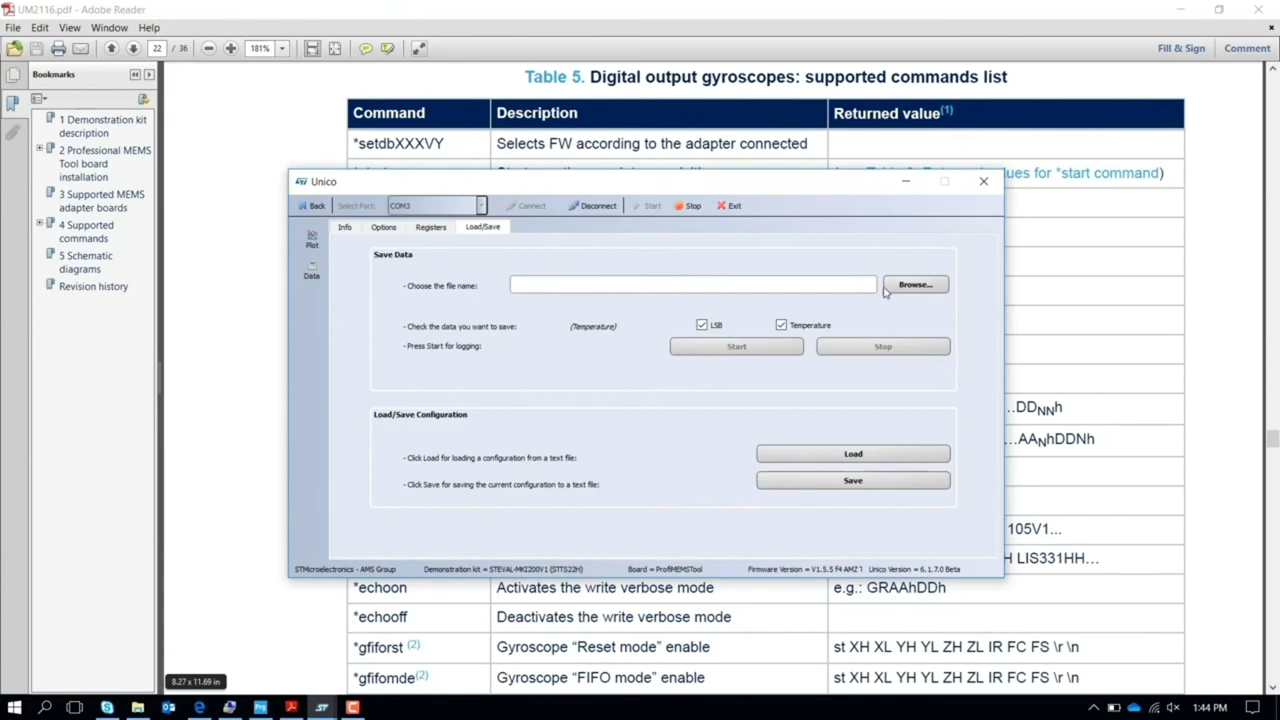 UM2116.pdf - Adobe Reader
File Edit View Window Help
22 / 36 181% Fill & Sign Comment
Bookmarks
1 Demonstration kit
description
2 Professional MEMS
Tool board
installation
3 Supported MEMS
adapter boards
4 Supported
commands
5 Schematic
diagrams
Revision history
Table 5. Digital output gyroscopes: supported commands list
Command Description Returned value(1)
*setdbXXXVY Selects FW according to the adapter connected
ues for *start command)
Unico
Back Select Port: COM3 Connect Disconnect Start Stop Exit
Info Options Registers Load/Save
Plot
Data
Save Data
- Choose the file name: Browse...
- Check the data you want to save: (Temperature) LSB Temperature
- Press Start for logging: Start Stop
Load/Save Configuration
- Click Load for loading a configuration from a text file: Load
- Click Save for saving the current configuration to a text file: Save
STMicroelectronics - AMS Group Demonstration kit = STEVAL-MKI200V1 (STTS22H) Board = ProfiMEMSTool Firmware Version = V1.5.5 f4 AMZ T Unico Version = 6.1.7.0 Beta
…DDNNh
…AANhDDNh
105V1…
H LIS331HH…
*echoon Activates the write verbose mode e.g.: GRAAhDDh
*echooff Deactivates the write verbose mode
*gfiforst (2) Gyroscope “Reset mode” enable st XH XL YH YL ZH ZL IR FC FS \r \n
*gfifomde(2) Gyroscope “FIFO mode” enable st XH XL YH YL ZH ZL IR FC FS \r \n
8.27 x 11.69 in
1:44 PM